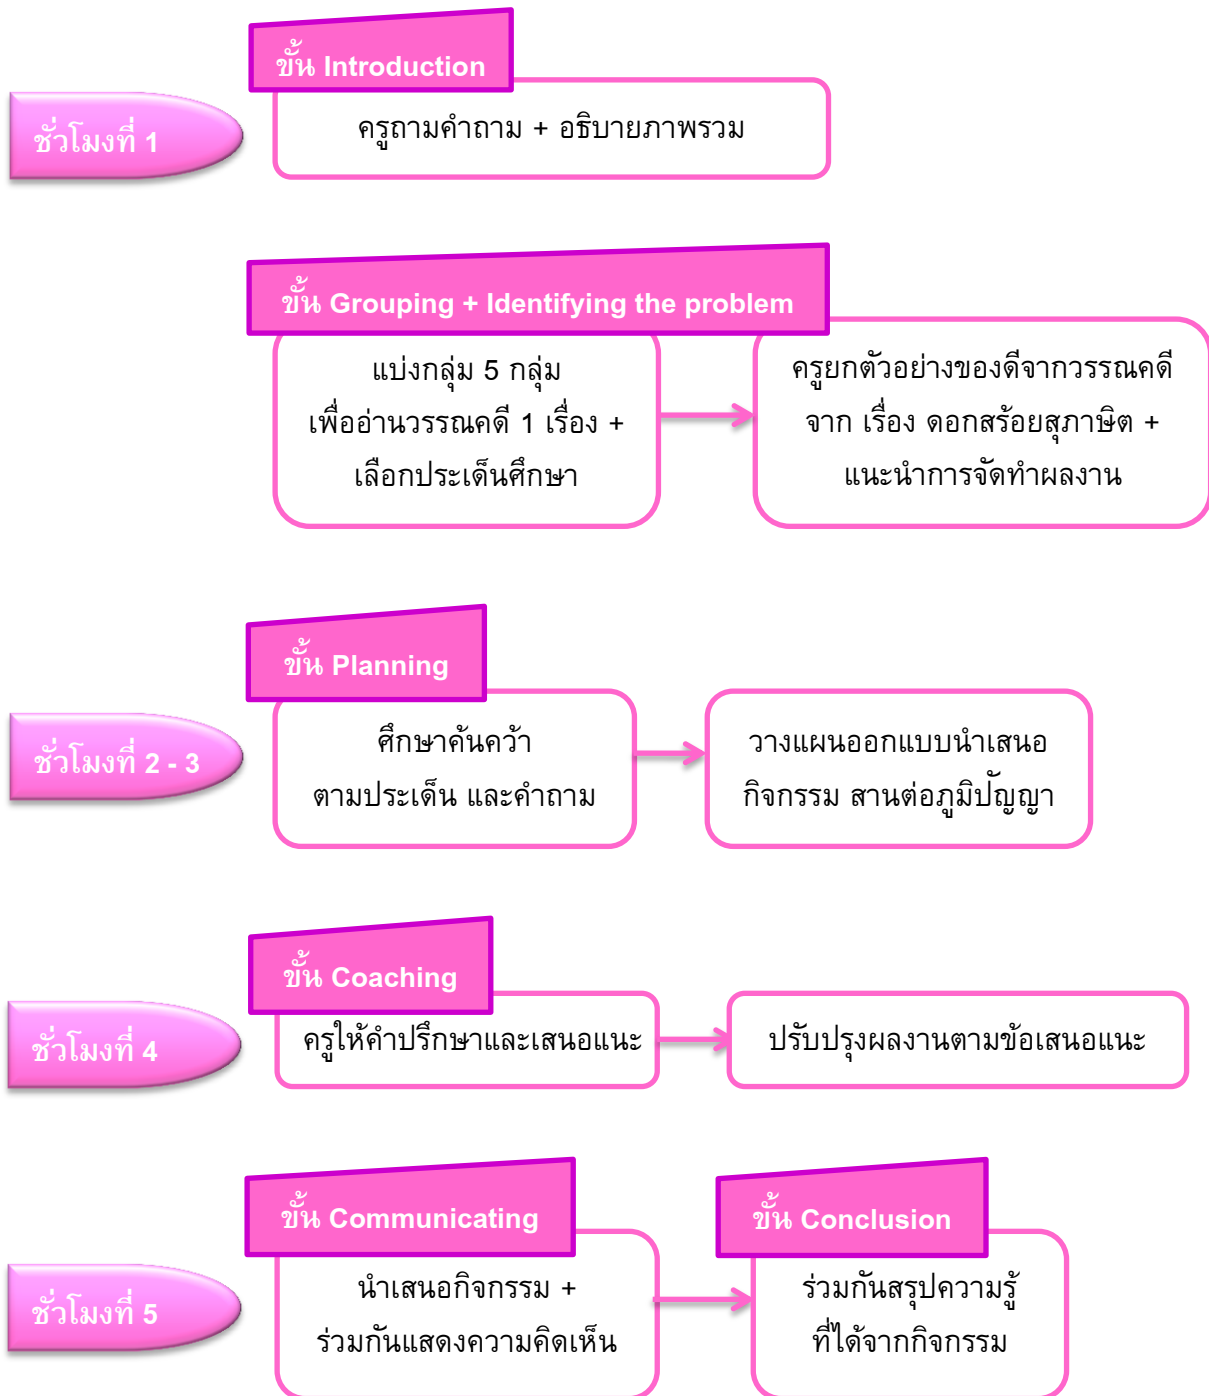 ขั้น Introduction
ชั่วโมงที่ 1
ครูถามคำถาม + อธิบายภาพรวม
ขั้น Grouping + Identifying the problem
แบ่งกลุ่ม 5 กลุ่ม
เพื่ออ่านวรรณคดี 1 เรื่อง +
เลือกประเด็นศึกษา
ครูยกตัวอย่างของดีจากวรรณคดี
จาก เรื่อง ดอกสร้อยสุภาษิต +
แนะนำการจัดทำผลงาน
ขั้น Planning
ชั่วโมงที่ 2 - 3
ศึกษาค้นคว้า
ตามประเด็น และคำถาม
วางแผนออกแบบนำเสนอ
กิจกรรม สานต่อภูมิปัญญา
ขั้น Coaching
ชั่วโมงที่ 4
ครูให้คำปรึกษาและเสนอแนะ
ปรับปรุงผลงานตามข้อเสนอแนะ
ขั้น Communicating
ขั้น Conclusion
ชั่วโมงที่ 5
นำเสนอกิจกรรม +
ร่วมกันแสดงความคิดเห็น
ร่วมกันสรุปความรู้
ที่ได้จากกิจกรรม